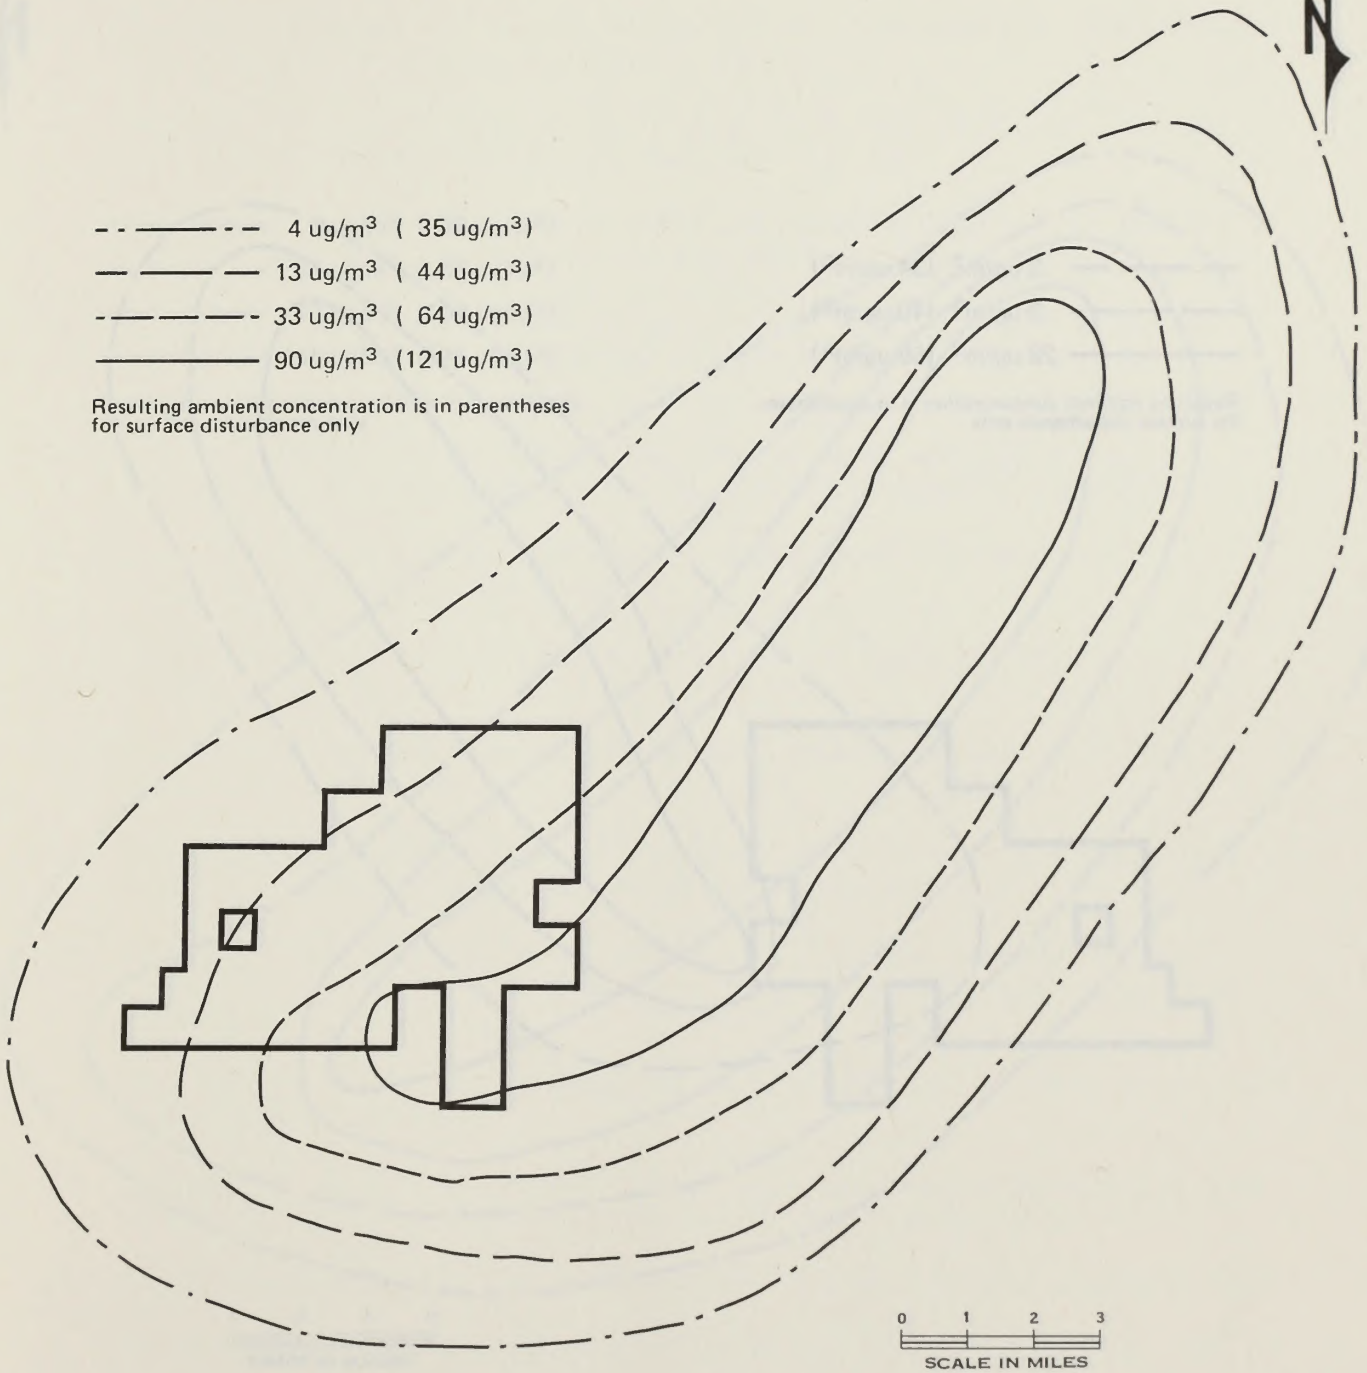 N
4 ug/m³ ( 35 ug/m³)
13 ug/m³ ( 44 ug/m³)
33 ug/m³ ( 64 ug/m³)
90 ug/m³ (121 ug/m³)
Resulting ambient concentration is in parentheses
for surface disturbance only
0 1 2 3
SCALE IN MILES